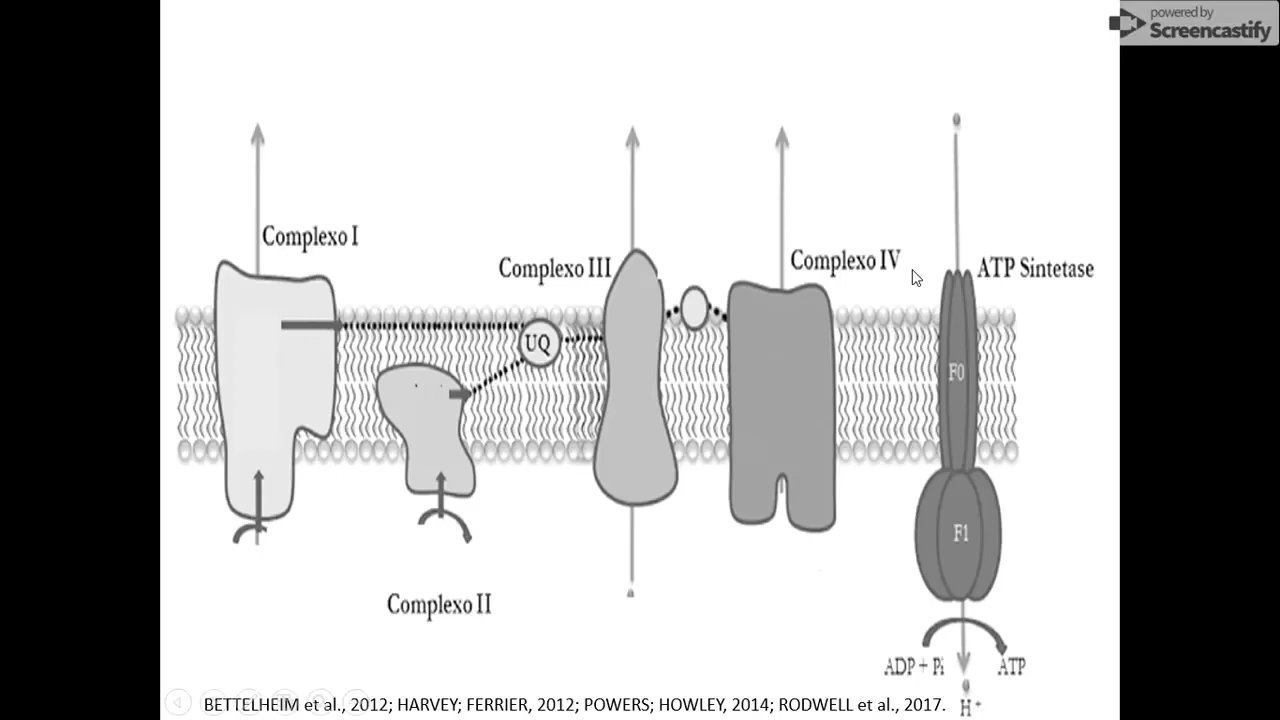 powered by
Screencastify
Complexo I
Complexo III
Complexo IV
ATP Sintetase
UQ
F0
F1
Complexo II
ADP + Pi
ATP
H+
BETTELHEIM et al., 2012; HARVEY; FERRIER, 2012; POWERS; HOWLEY, 2014; RODWELL et al., 2017.